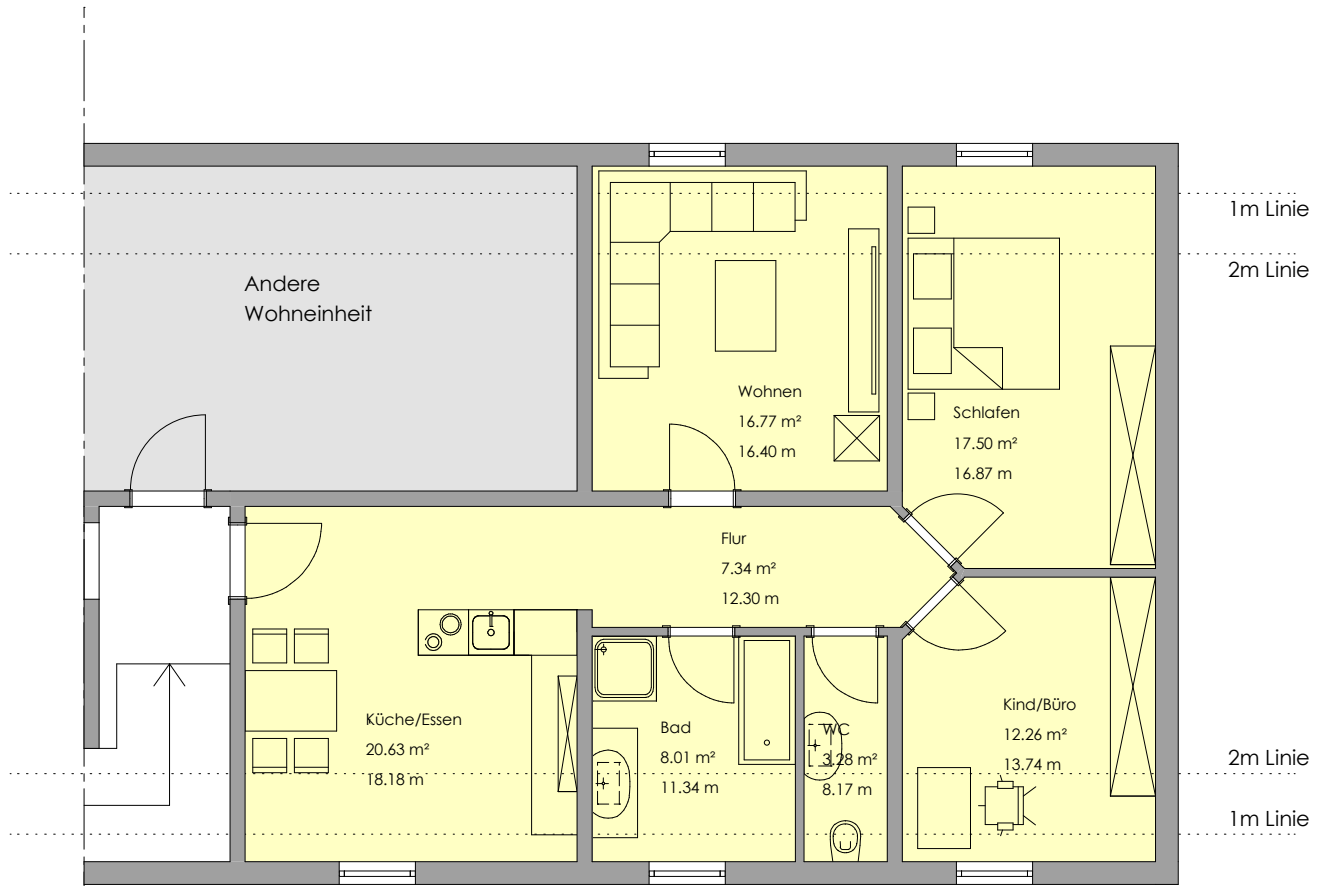 1m Linie
2m Linie
Andere
Wohneinheit
Wohnen
16.77 m²
16.40 m
Schlafen
17.50 m²
16.87 m
Flur
7.34 m²
12.30 m
Küche/Essen
20.63 m²
18.18 m
Bad
8.01 m²
11.34 m
WC
3.28 m²
8.17 m
Kind/Büro
12.26 m²
13.74 m
2m Linie
1m Linie